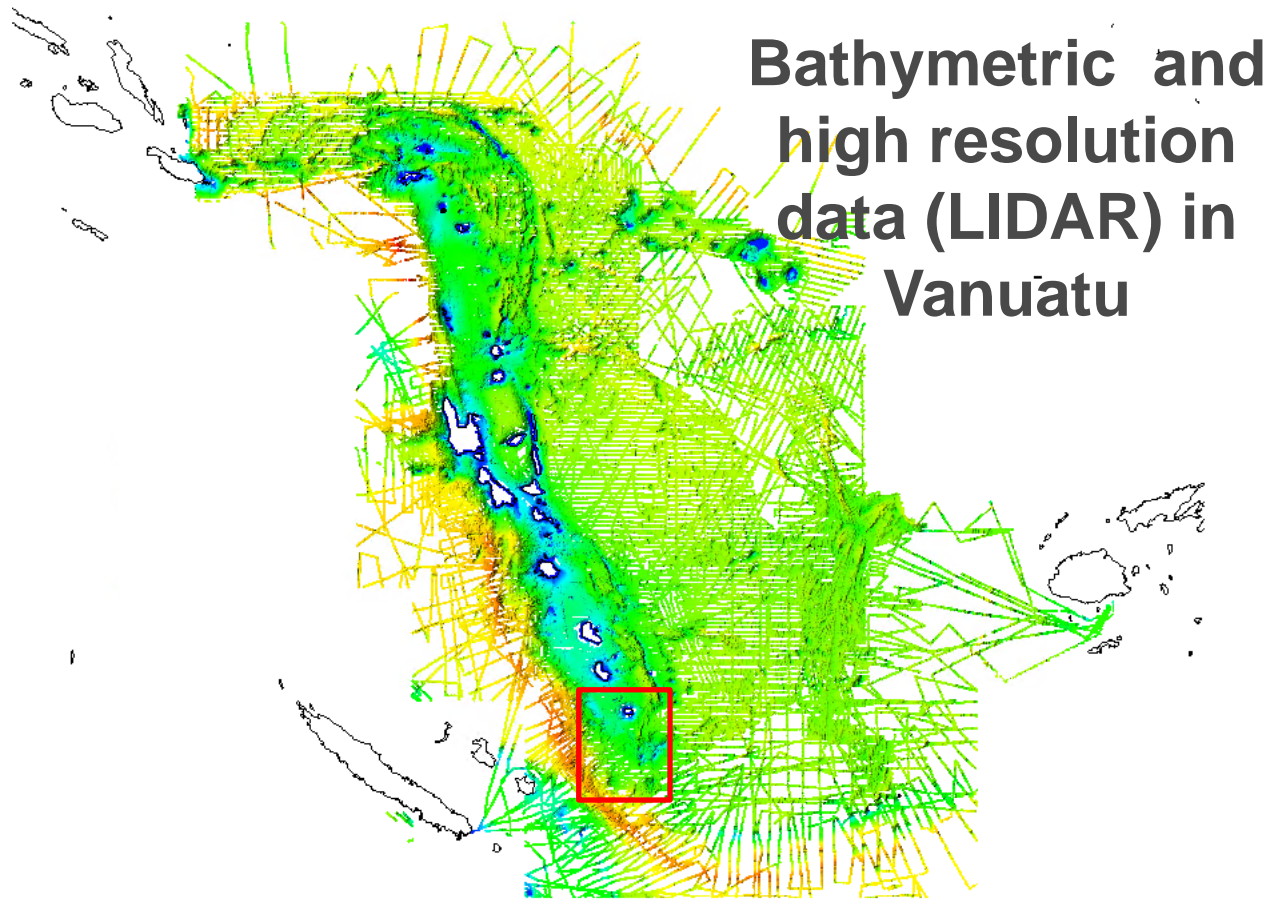 Bathymetric and
high resolution
data (LIDAR) in
Vanuatu